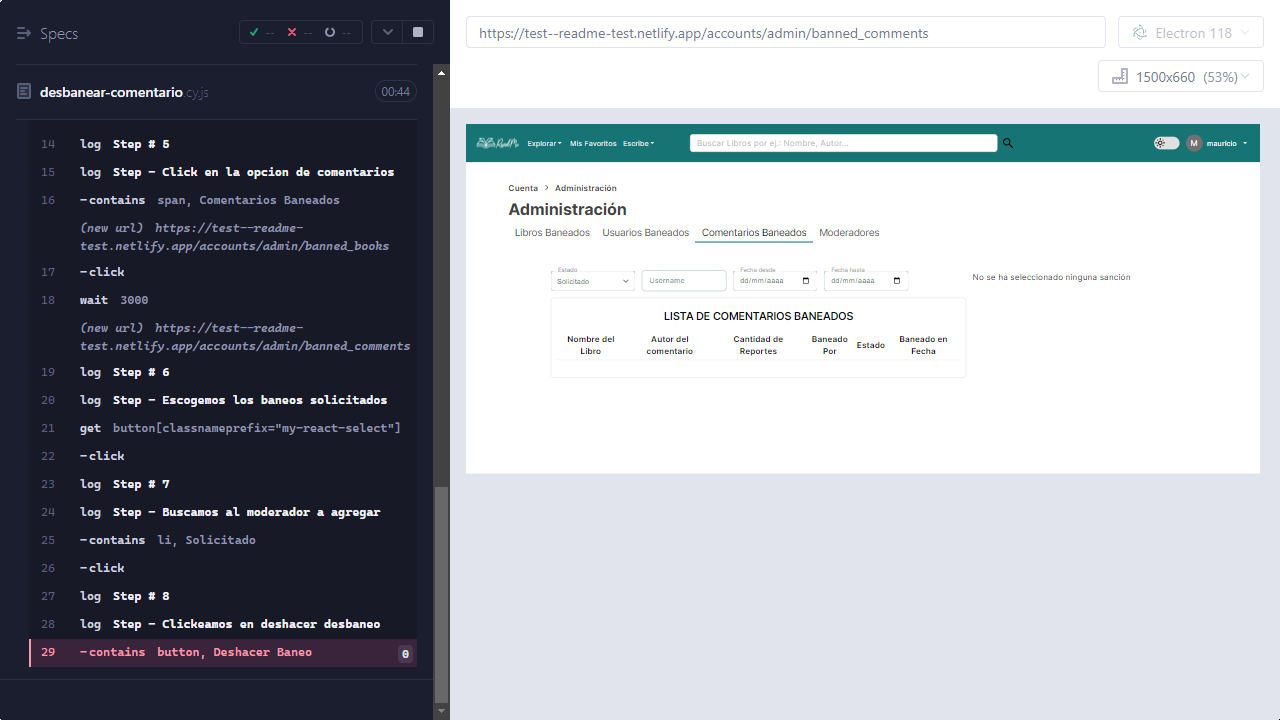 Specs
-- -- --
https://test--readme-test.netlify.app/accounts/admin/banned_comments
Electron 118
1500x660 (53%)
desbanear-comentario.cy.js
00:44
14 log Step # 5
15 log Step - Click en la opcion de comentarios
16 -contains span, Comentarios Baneados
(new url) https://test--readme-
test.netlify.app/accounts/admin/banned_books
17 -click
18 wait 3000
(new url) https://test--readme-
test.netlify.app/accounts/admin/banned_comments
19 log Step # 6
20 log Step - Escogemos los baneos solicitados
21 get button[classnameprefix="my-react-select"]
22 -click
23 log Step # 7
24 log Step - Buscamos al moderador a agregar
25 -contains li, Solicitado
26 -click
27 log Step # 8
28 log Step - Clickeamos en deshacer desbaneo
29 -contains button, Deshacer Baneo 0
ReadMe Explorar Mis Favoritos Escribe Buscar Libros por ej.: Nombre, Autor... M mauricio
Cuenta > Administración
Administración
Libros Baneados Usuarios Baneados Comentarios Baneados Moderadores
Estado Fecha desde Fecha hasta
Solicitado Username dd/mm/aaaa dd/mm/aaaa
No se ha seleccionado ninguna sanción
LISTA DE COMENTARIOS BANEADOS
Nombre del Libro Autor del comentario Cantidad de Reportes Baneado Por Estado Baneado en Fecha